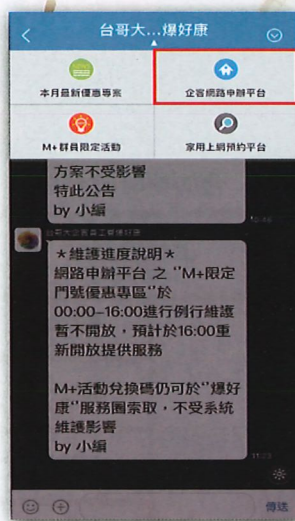 台哥大...爆好康
本月最新優惠專案
企客網路申辦平台
M+群員限定活動
家用上網預約平台
方案不受影響
特此公告
by 小編
★維護進度說明★
網路申辦平台 之 "M+限定
門號優惠專區"於
00:00–16:00進行例行維護
暫不開放，預計於16:00重
新開放提供服務
M+活動兌換碼仍可於"爆好
康"服務圈索取，不受系統
維護影響
by 小編
傳送